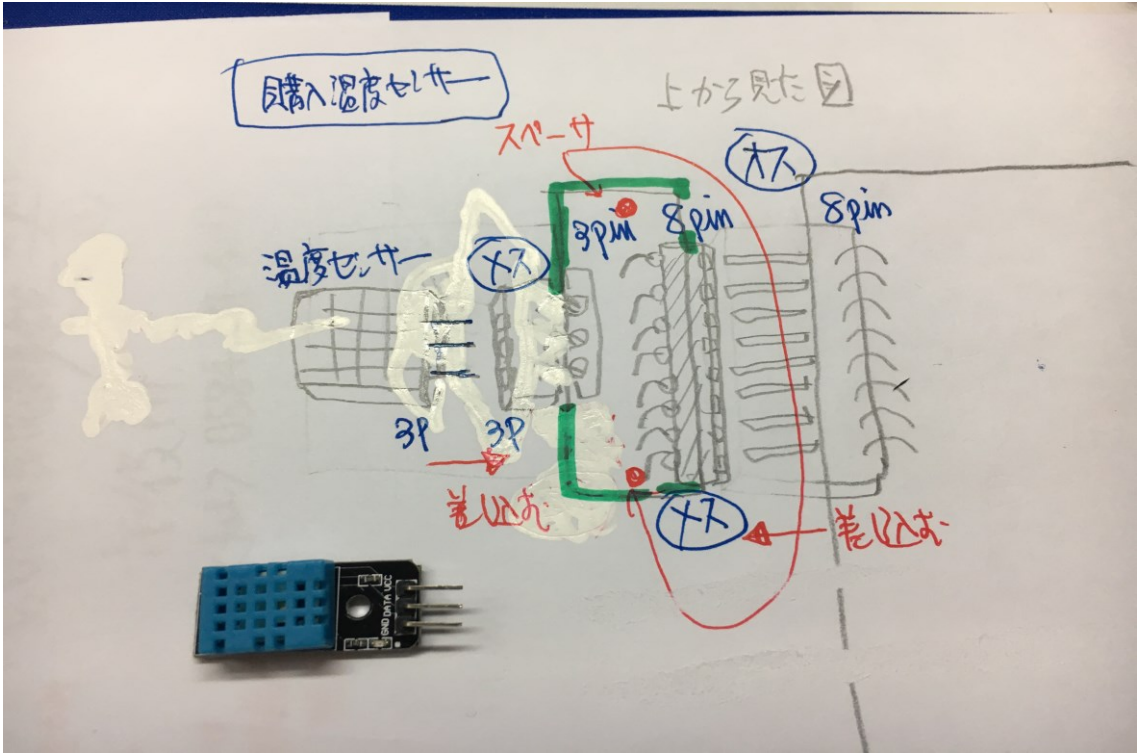 購入温度センサー
上から見た図
スペーサ
オス
3pin
8pin
8pin
温度センサー
メス
3P
3P
差し込む
メス
差し込む
GND DATA VCC